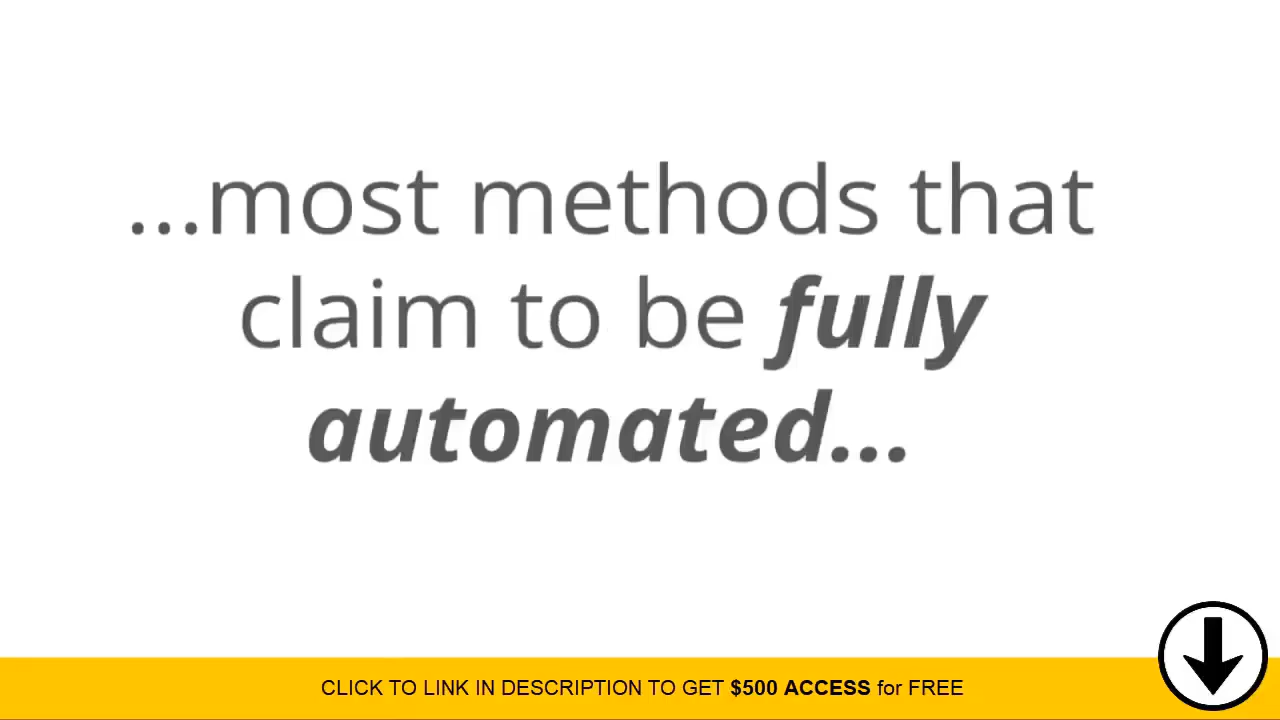 ...most methods that
claim to be fully
automated...
CLICK TO LINK IN DESCRIPTION TO GET $500 ACCESS for FREE